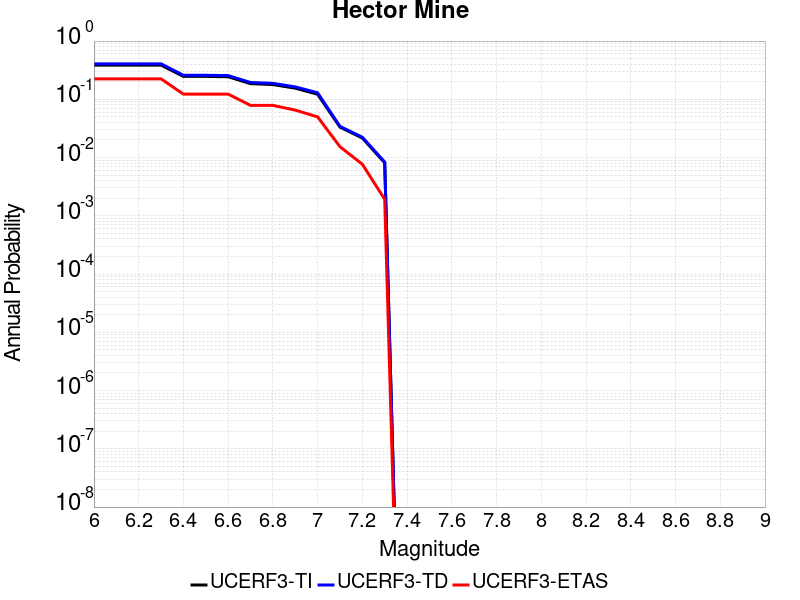 Hector Mine
10^0
10^-1
10^-2
10^-3
10^-4
10^-5
10^-6
10^-7
10^-8
Annual Probability
6 6.2 6.4 6.6 6.8 7 7.2 7.4 7.6 7.8 8 8.2 8.4 8.6 8.8 9
Magnitude
UCERF3-TI UCERF3-TD UCERF3-ETAS